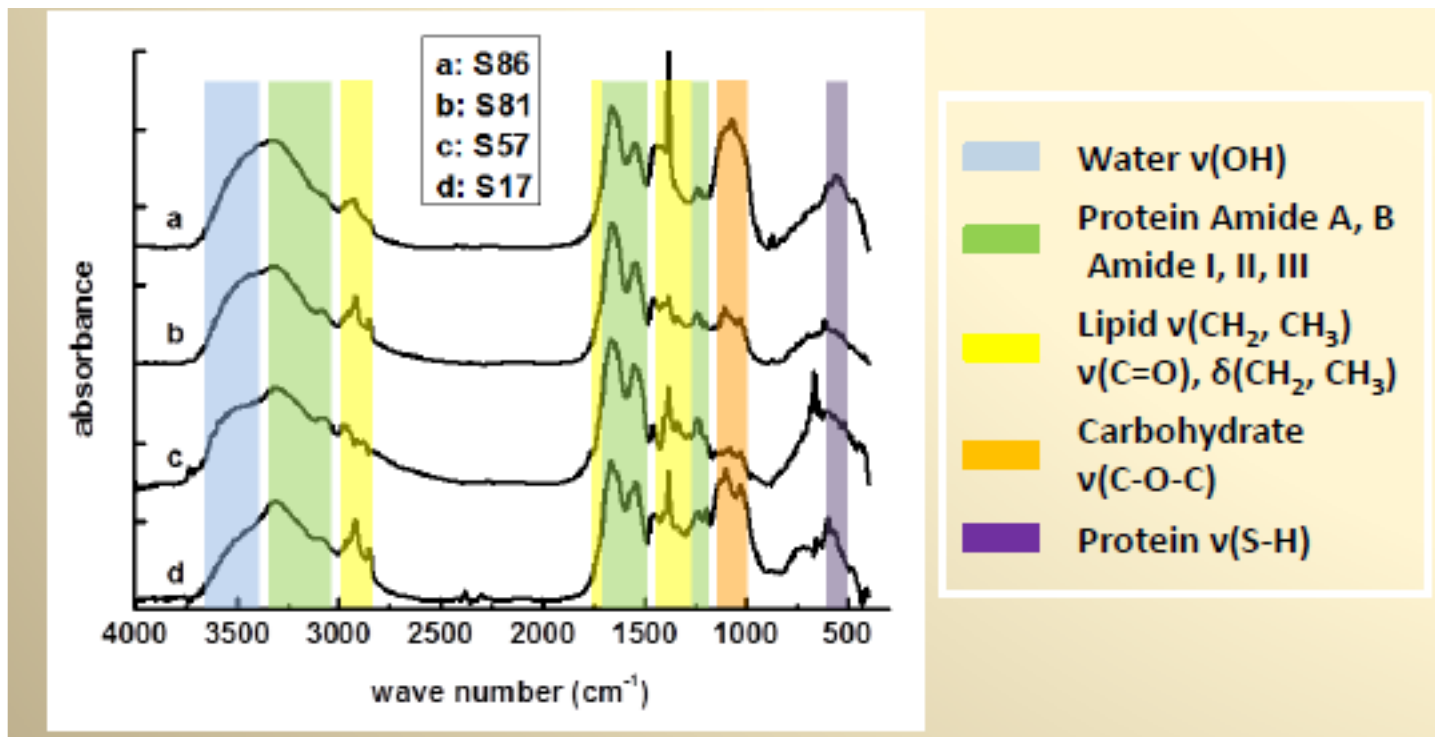 a: S86
b: S81
c: S57
d: S17
a
b
c
d
absorbance
4000 3500 3000 2500 2000 1500 1000 500
wave number (cm⁻¹)
Water ν(OH)
Protein Amide A, B
Amide I, II, III
Lipid ν(CH₂, CH₃)
ν(C=O), δ(CH₂, CH₃)
Carbohydrate
ν(C-O-C)
Protein ν(S-H)